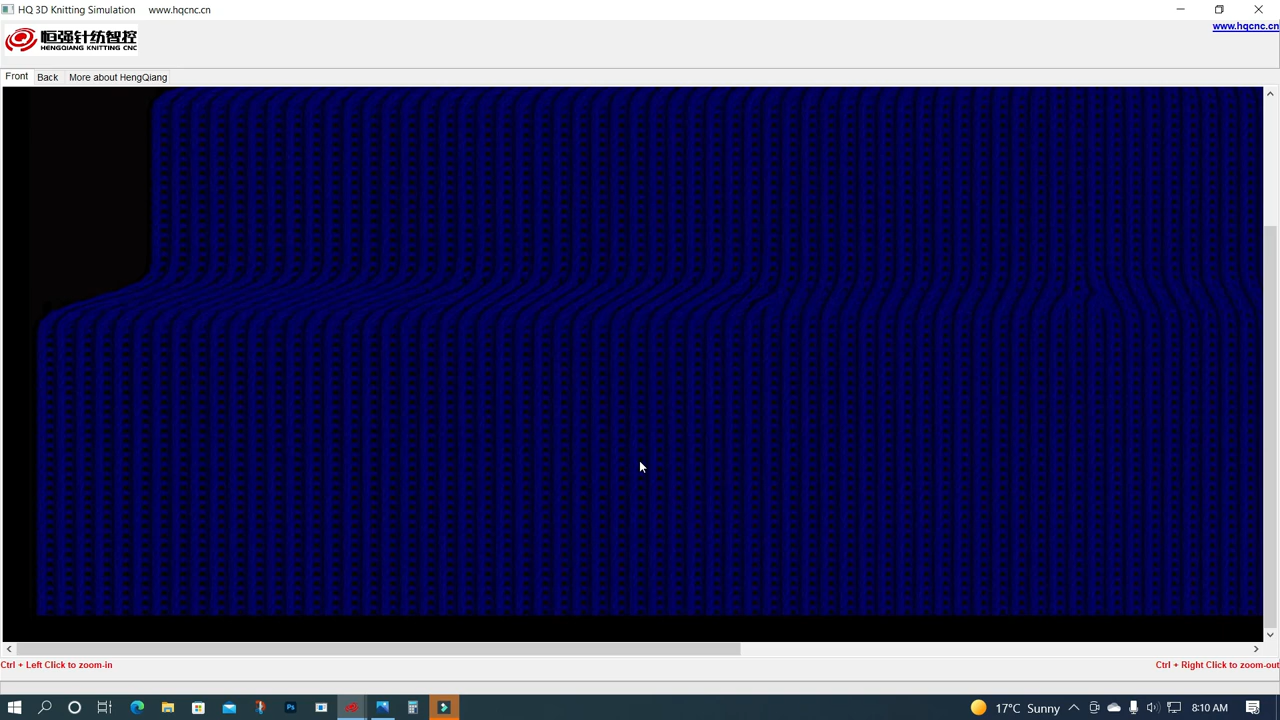 HQ 3D Knitting Simulation www.hqcnc.cn
www.hqcnc.cn
恒强针纺智控
HENGQIANG KNITTING CNC
Front Back More about HengQiang
Ctrl + Left Click to zoom-in Ctrl + Right Click to zoom-out
Ps 17°C Sunny 8:10 AM